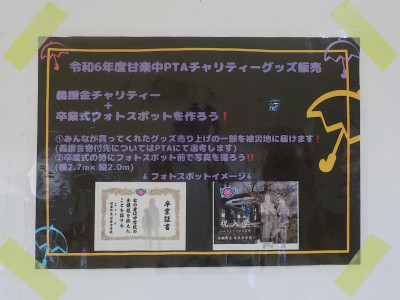 令和6年度甘楽中PTAチャリティーグッズ販売
義援金チャリティー
+
卒業式フォトスポットを作ろう！
①みんなが買ってくれたグッズ売り上げの一部を被災地に届けます！
(義援金寄付先についてはPTAにて選考します)
②卒業式の時にフォトスポット前で写真を撮ろう!!
(横2.7m× 縦2.0m)
↓フォトスポットイメージ↓
卒業証書
祝入学